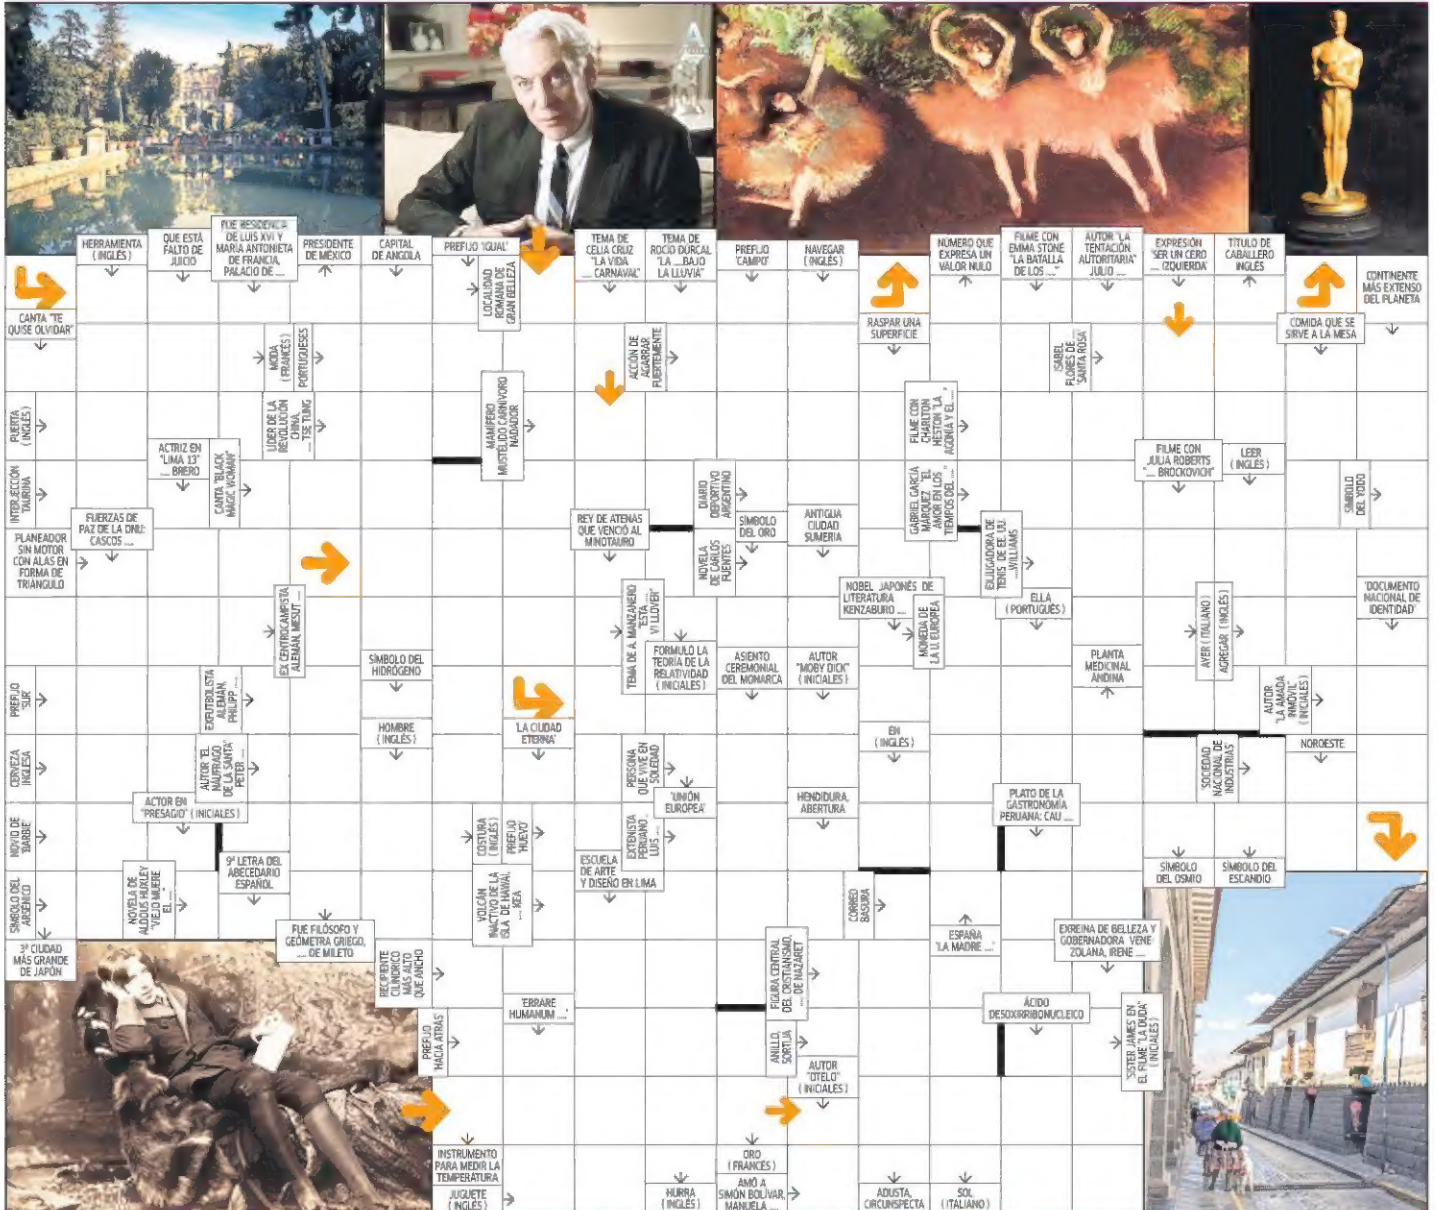 HERRAMIENTA
(INGLÉS)
QUE ESTÁ
FALTO DE
JUICIO
FUE RESIDENCIA
DE LUIS XVI Y
MARIA ANTONIETA
DE FRANCIA,
PALACIO DE ....
PRESIDENTE
DE MÉXICO
CAPITAL
DE ANGOLA
PREFIJO 'IGUAL'
LOCALIDAD
ROMANA DE
GRAN BELLEZA
TEMA DE
CELIA CRUZ
"LA VIDA
.... CARNAVAL"
TEMA DE
ROCÍO DÚRCAL
"LA ....BAJO
LA LLUVIA"
PREFIJO
'CAMPO'
NAVEGAR
(INGLÉS)
NÚMERO QUE
EXPRESA UN
VALOR NULO
FILME CON
EMMA STONE
"LA BATALLA
DE LOS ...."
AUTOR "LA
TENTACIÓN
AUTORITARIA"
JULIO ....
EXPRESIÓN
'SER UN CERO
.... IZQUIERDA'
TÍTULO DE
CABALLERO
INGLÉS
CONTINENTE
MÁS EXTENSO
DEL PLANETA
CANTA "TE
QUISE OLVIDAR"
MODA
(FRANCÉS)
PORTUGUESES
ACCIÓN DE
AGARRAR
FUERTEMENTE
RASPAR UNA
SUPERFICIE
ISABEL
FLORES DE ....
'SANTA ROSA'
COMIDA QUE SE
SIRVE A LA MESA
PUERTA
(INGLÉS)
LÍDER DE LA
REVOLUCIÓN
CHINA,
.... TSE TUNG
MAMÍFERO
MUSTÉLIDO CARNÍVORO
NADADOR
FILME CON
CHARLTON
HESTON "LA
AGONÍA Y EL ...."
INTERJECCIÓN
TAURINA
ACTRIZ EN
"LIMA 13"
.... BRERO
CANTA "BLACK
MAGIC WOMAN"
DIARIO
DEPORTIVO
ARGENTINO
GABRIEL GARCÍA
MÁRQUEZ "EL
AMOR EN LOS
TIEMPOS DEL ...."
FILME CON
JULIA ROBERTS
".... BROCKOVICH"
LEER
(INGLÉS)
SÍMBOLO
DEL YODO
PLANEADOR
SIN MOTOR
CON ALAS EN
FORMA DE
TRIÁNGULO
FUERZAS DE
PAZ DE LA ONU:
CASCOS ....
REY DE ATENAS
QUE VENCIÓ AL
MINOTAURO
NOVELA
DE CARLOS
FUENTES
SÍMBOLO
DEL ORO
ANTIGUA
CIUDAD
SUMERIA
EXJUGADORA DE
TENIS DE EE. UU.
....WILLIAMS
EX CENTROCAMPISTA
ALEMÁN, MESUT ....
TEMA DE A. MANZANERO
"ESTA ....
VI LLOVER"
NOBEL JAPONÉS DE
LITERATURA
KENZABURO ....
MONEDA DE
LA U. EUROPEA
ELLA
(PORTUGUÉS)
AYER (ITALIANO)
AGREGAR (INGLÉS)
'DOCUMENTO
NACIONAL DE
IDENTIDAD'
PREFIJO
'SUR'
EXFUTBOLISTA
ALEMÁN,
PHILIPP ....
SÍMBOLO DEL
HIDRÓGENO
FORMULÓ LA
TEORÍA DE LA
RELATIVIDAD
(INICIALES)
ASIENTO
CEREMONIAL
DEL MONARCA
AUTOR
"MOBY DICK"
(INICIALES)
PLANTA
MEDICINAL
ANDINA
AUTOR
"LA AMADA
INMÓVIL"
(INICIALES)
CERVEZA
INGLESA
AUTOR "EL
NÁUFRAGO
DE LA SANTA"
PETER ....
HOMBRE
(INGLÉS)
'LA CIUDAD
ETERNA'
PERSONA
QUE VIVE EN
SOLEDAD
EN
(INGLÉS)
'SOCIEDAD
NACIONAL DE
INDUSTRIAS'
NOROESTE
NOVIO DE
'BARBIE'
ACTOR EN
"PRESAGIO" (INICIALES)
COSTURA
(INGLÉS)
PREFIJO
'HUEVO'
EXTENISTA
PERUANO,
LUIS ....
'UNIÓN
EUROPEA'
HENDIDURA,
ABERTURA
PLATO DE LA
GASTRONOMÍA
PERUANA: CAU ....
SÍMBOLO DEL
ARSÉNICO
NOVELA DE
ALDOUS HUXLEY
"VIEJO MUERE
EL ...."
9ª LETRA DEL
ABECEDARIO
ESPAÑOL
VOLCÁN
INACTIVO DE LA
ISLA DE HAWÁI,
.... KEA
ESCUELA
DE ARTE
Y DISEÑO EN LIMA
CORREO
BASURA
SÍMBOLO
DEL OSMIO
SÍMBOLO DEL
ESCANDIO
3ª CIUDAD
MÁS GRANDE
DE JAPÓN
FUE FILÓSOFO Y
GEÓMETRA GRIEGO,
.... DE MILETO
RECIPIENTE
CILÍNDRICO
MÁS ALTO
QUE ANCHO
FIGURA CENTRAL
DEL CRISTIANISMO,
.... DE NAZARET
ESPAÑA
'LA MADRE ....'
EXREINA DE BELLEZA Y
GOBERNADORA VENE-
ZOLANA, IRENE ....
PREFIJO
'HACIA ATRÁS'
'ERRARE
HUMANUM ....'
ANILLO,
SORTIJA
ÁCIDO
DESOXIRRIBONUCLEICO
'SISTER JAMES' EN
EL FILME "LA DUDA"
(INICIALES)
AUTOR
"OTELO"
(INICIALES)
INSTRUMENTO
PARA MEDIR LA
TEMPERATURA
JUGUETE
(INGLÉS)
HURRA
(INGLÉS)
ORO
(FRANCÉS)
AMÓ A
SIMÓN BOLÍVAR,
MANUELA ....
ADUSTA,
CIRCUNSPECTA
SOL
(ITALIANO)